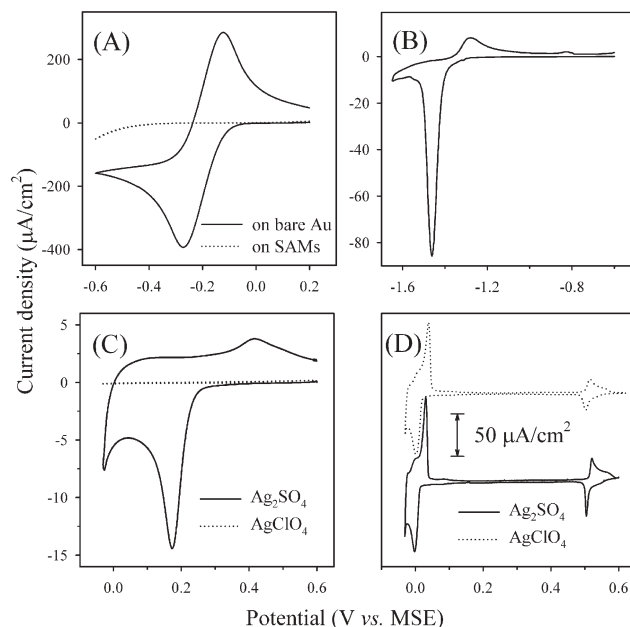 (A)
200
0
-200
-400
on bare Au
on SAMs
-0.6 -0.4 -0.2 0.0 0.2
(B)
0
-20
-40
-60
-80
-1.6 -1.2 -0.8
Current density (μA/cm²)
(C)
5
0
-5
-10
-15
Ag₂SO₄
AgClO₄
0.0 0.2 0.4 0.6
(D)
50 μA/cm²
Ag₂SO₄
AgClO₄
0.0 0.2 0.4 0.6
Potential (V vs. MSE)